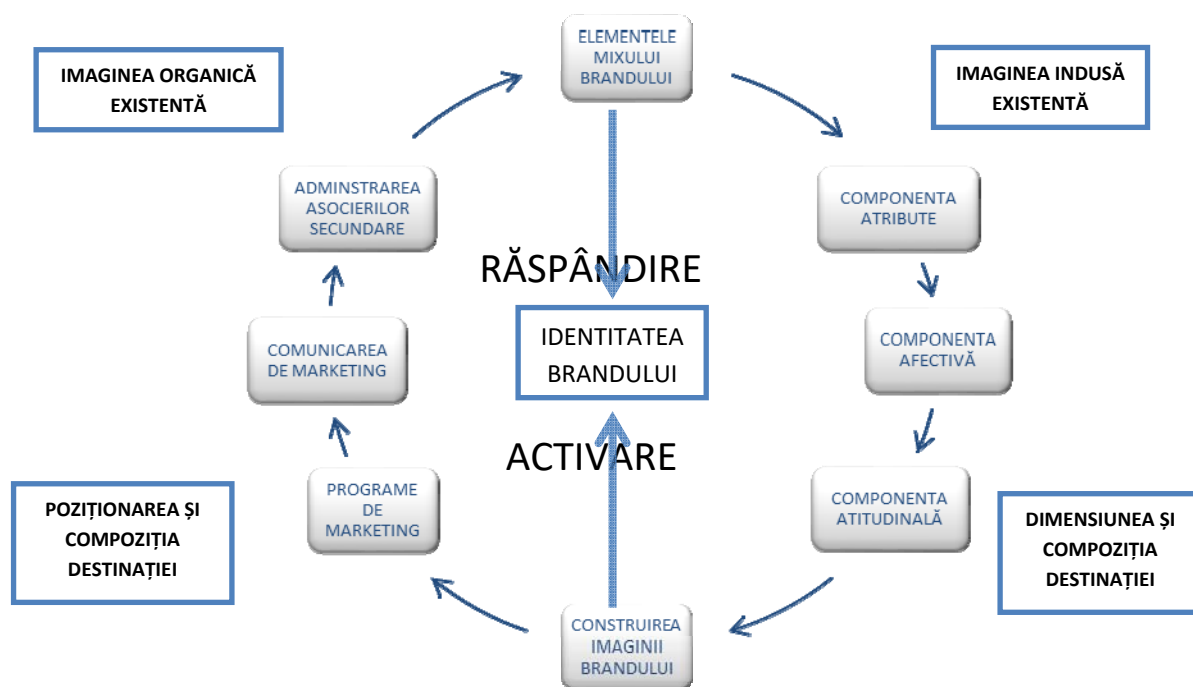 ELEMENTELE
MIXULUI
BRANDULUI
IMAGINEA ORGANICĂ
EXISTENTĂ
IMAGINEA INDUSĂ
EXISTENTĂ
ADMINSTRAREA
ASOCIERILOR
SECUNDARE
COMPONENTA
ATRIBUTE
RĂSPÂNDIRE
COMUNICAREA
DE MARKETING
IDENTITATEA
BRANDULUI
COMPONENTA
AFECTIVĂ
ACTIVARE
PROGRAME
DE
MARKETING
COMPONENTA
ATITUDINALĂ
POZIȚIONAREA ȘI
COMPOZIȚIA
DESTINAȚIEI
DIMENSIUNEA ȘI
COMPOZIȚIA
DESTINAȚIEI
CONSTRUIREA
IMAGINII
BRANDULUI